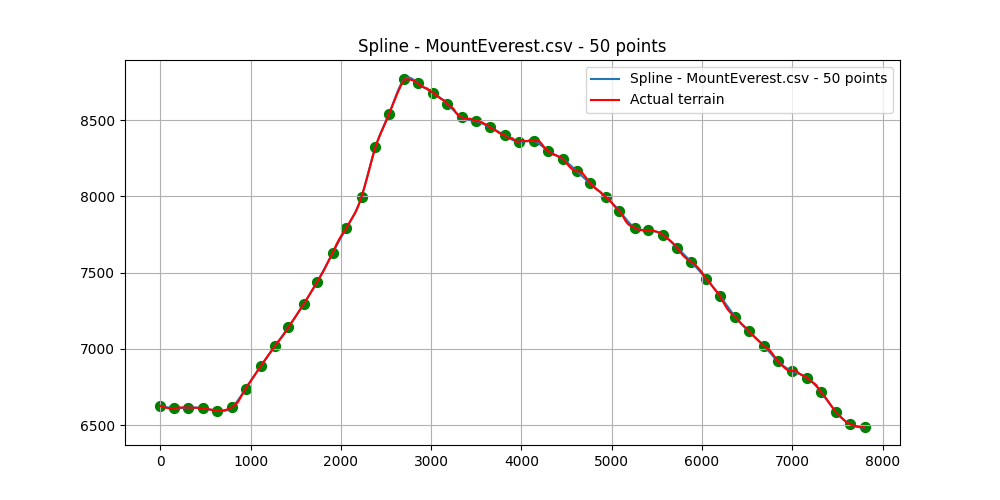 Spline - MountEverest.csv - 50 points
Spline - MountEverest.csv - 50 points
Actual terrain
8500
8000
7500
7000
6500
0 1000 2000 3000 4000 5000 6000 7000 8000